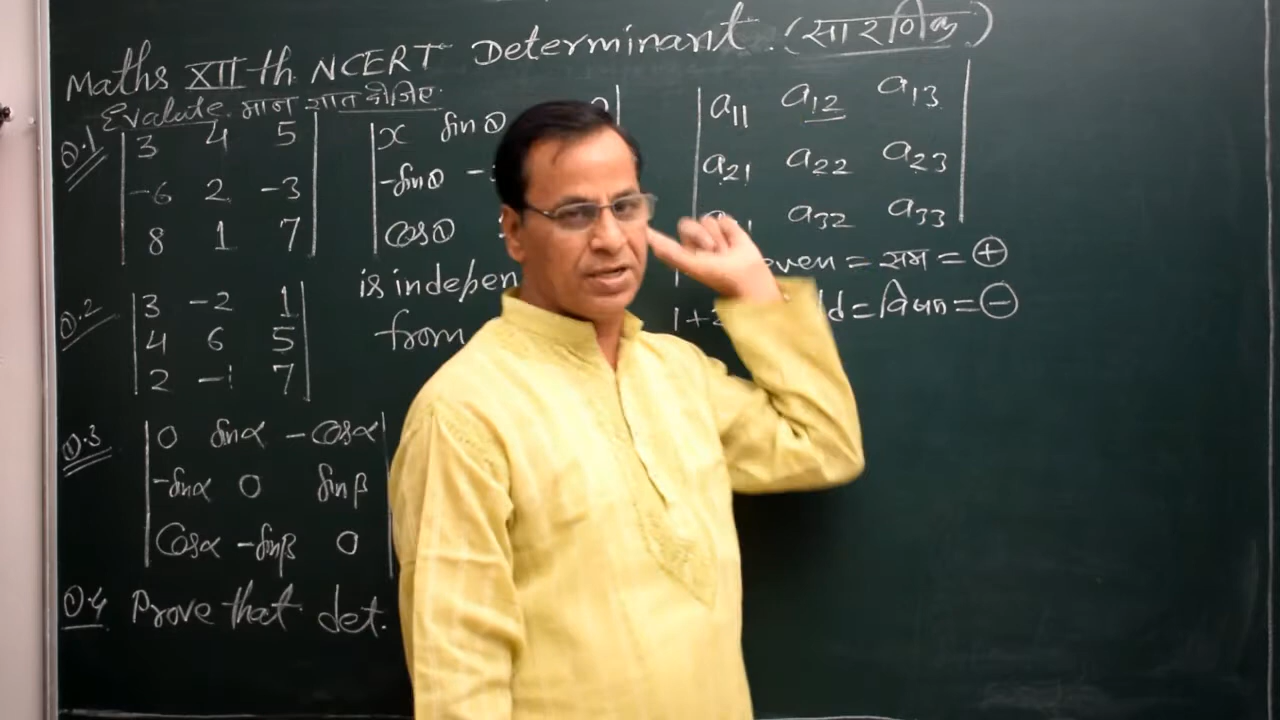 Maths XII th NCERT Determinant. (सारणिक)
Evalute. मान ज्ञात कीजिए
Q.1
3 4 5
-6 2 -3
8 1 7
Q.2
3 -2 1
4 6 5
2 -1 7
Q.3
0 sinα -cosα
-sinα 0 sinβ
Cosα -sinβ 0
Q.4 Prove that det.
x sinθ
-sinθ
cosθ
is indepen
from
a11 a12 a13
a21 a22 a23
a32 a33
even = सम = +
1+2 = विषम = -